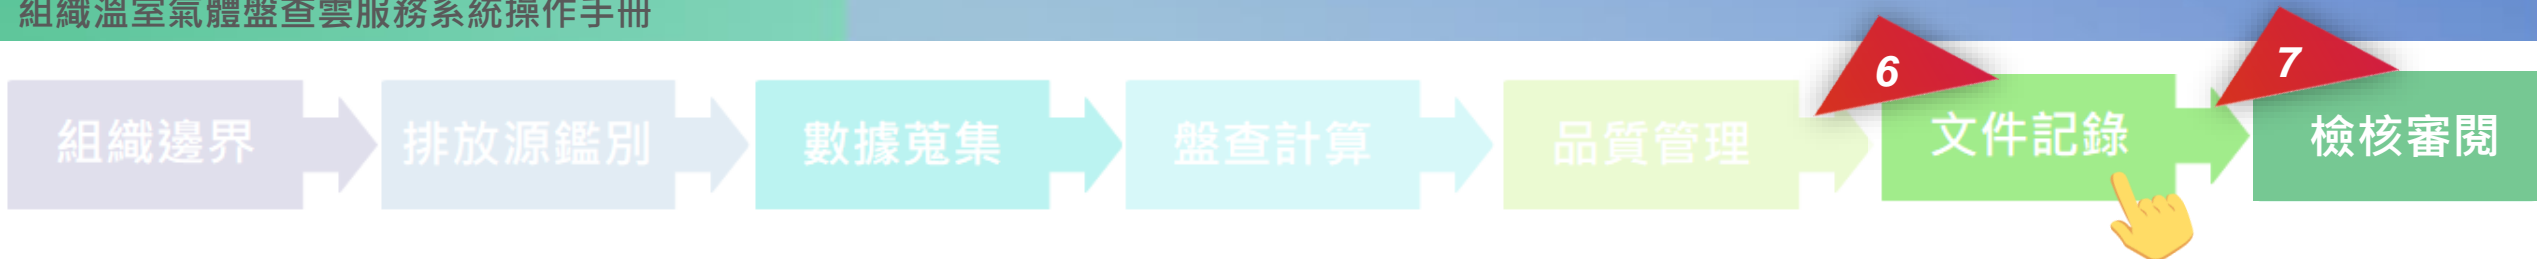 組織溫室氣體盤查雲服務系統操作手冊
6
7
組織邊界
排放源鑑別
數據蒐集
盤查計算
品質管理
文件記錄
檢核審閱